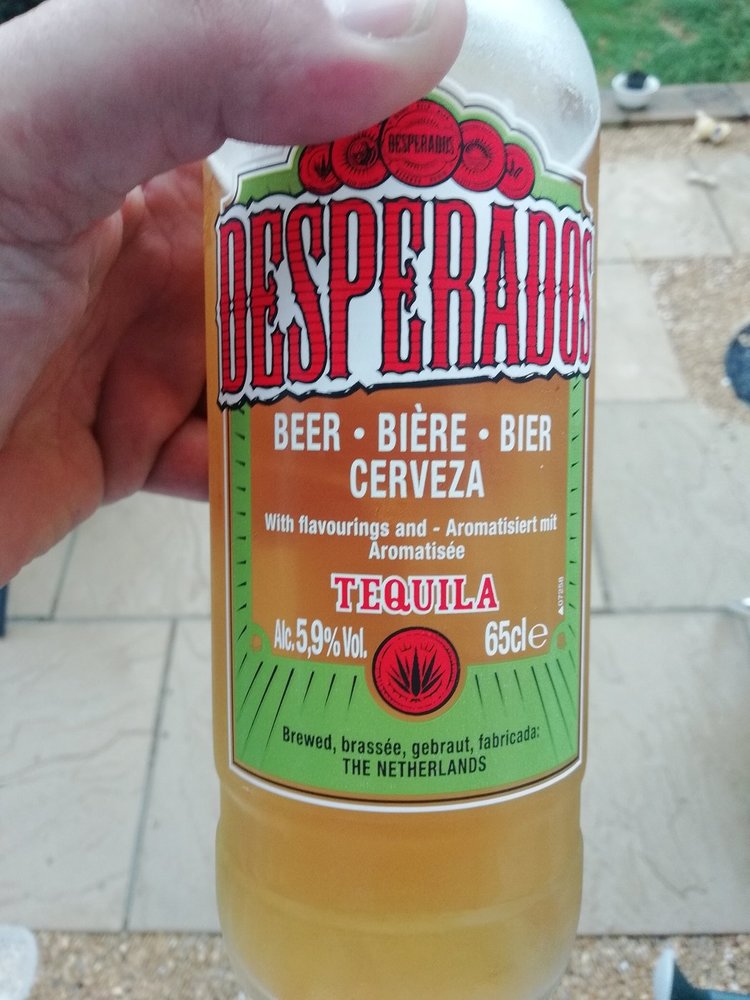 DESPERADOS
DESPERADOS
BEER • BIÈRE • BIER
CERVEZA
With flavourings and - Aromatisiert mit
Aromatisée
TEQUILA
Alc.5,9% Vol.
65cl e
▲07258
Brewed, brassée, gebraut, fabricada:
THE NETHERLANDS